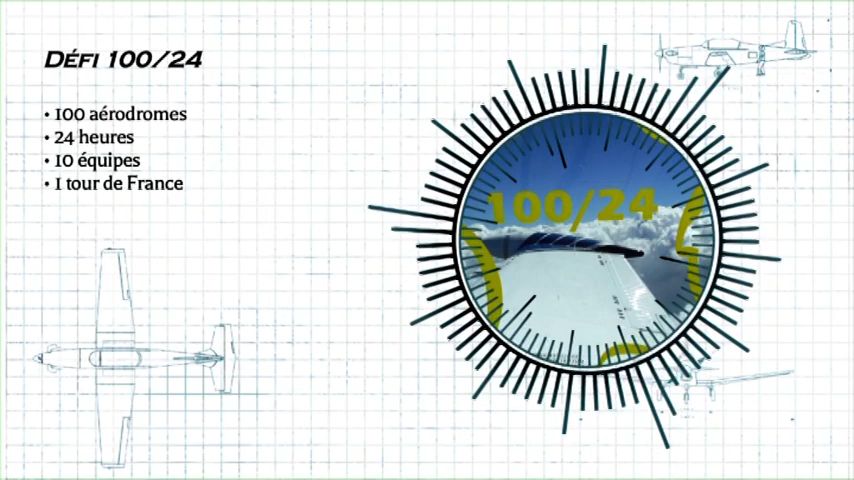 Défi 100/24
• 100 aérodromes
• 24 heures
• 10 équipes
• 1 tour de France
100/24